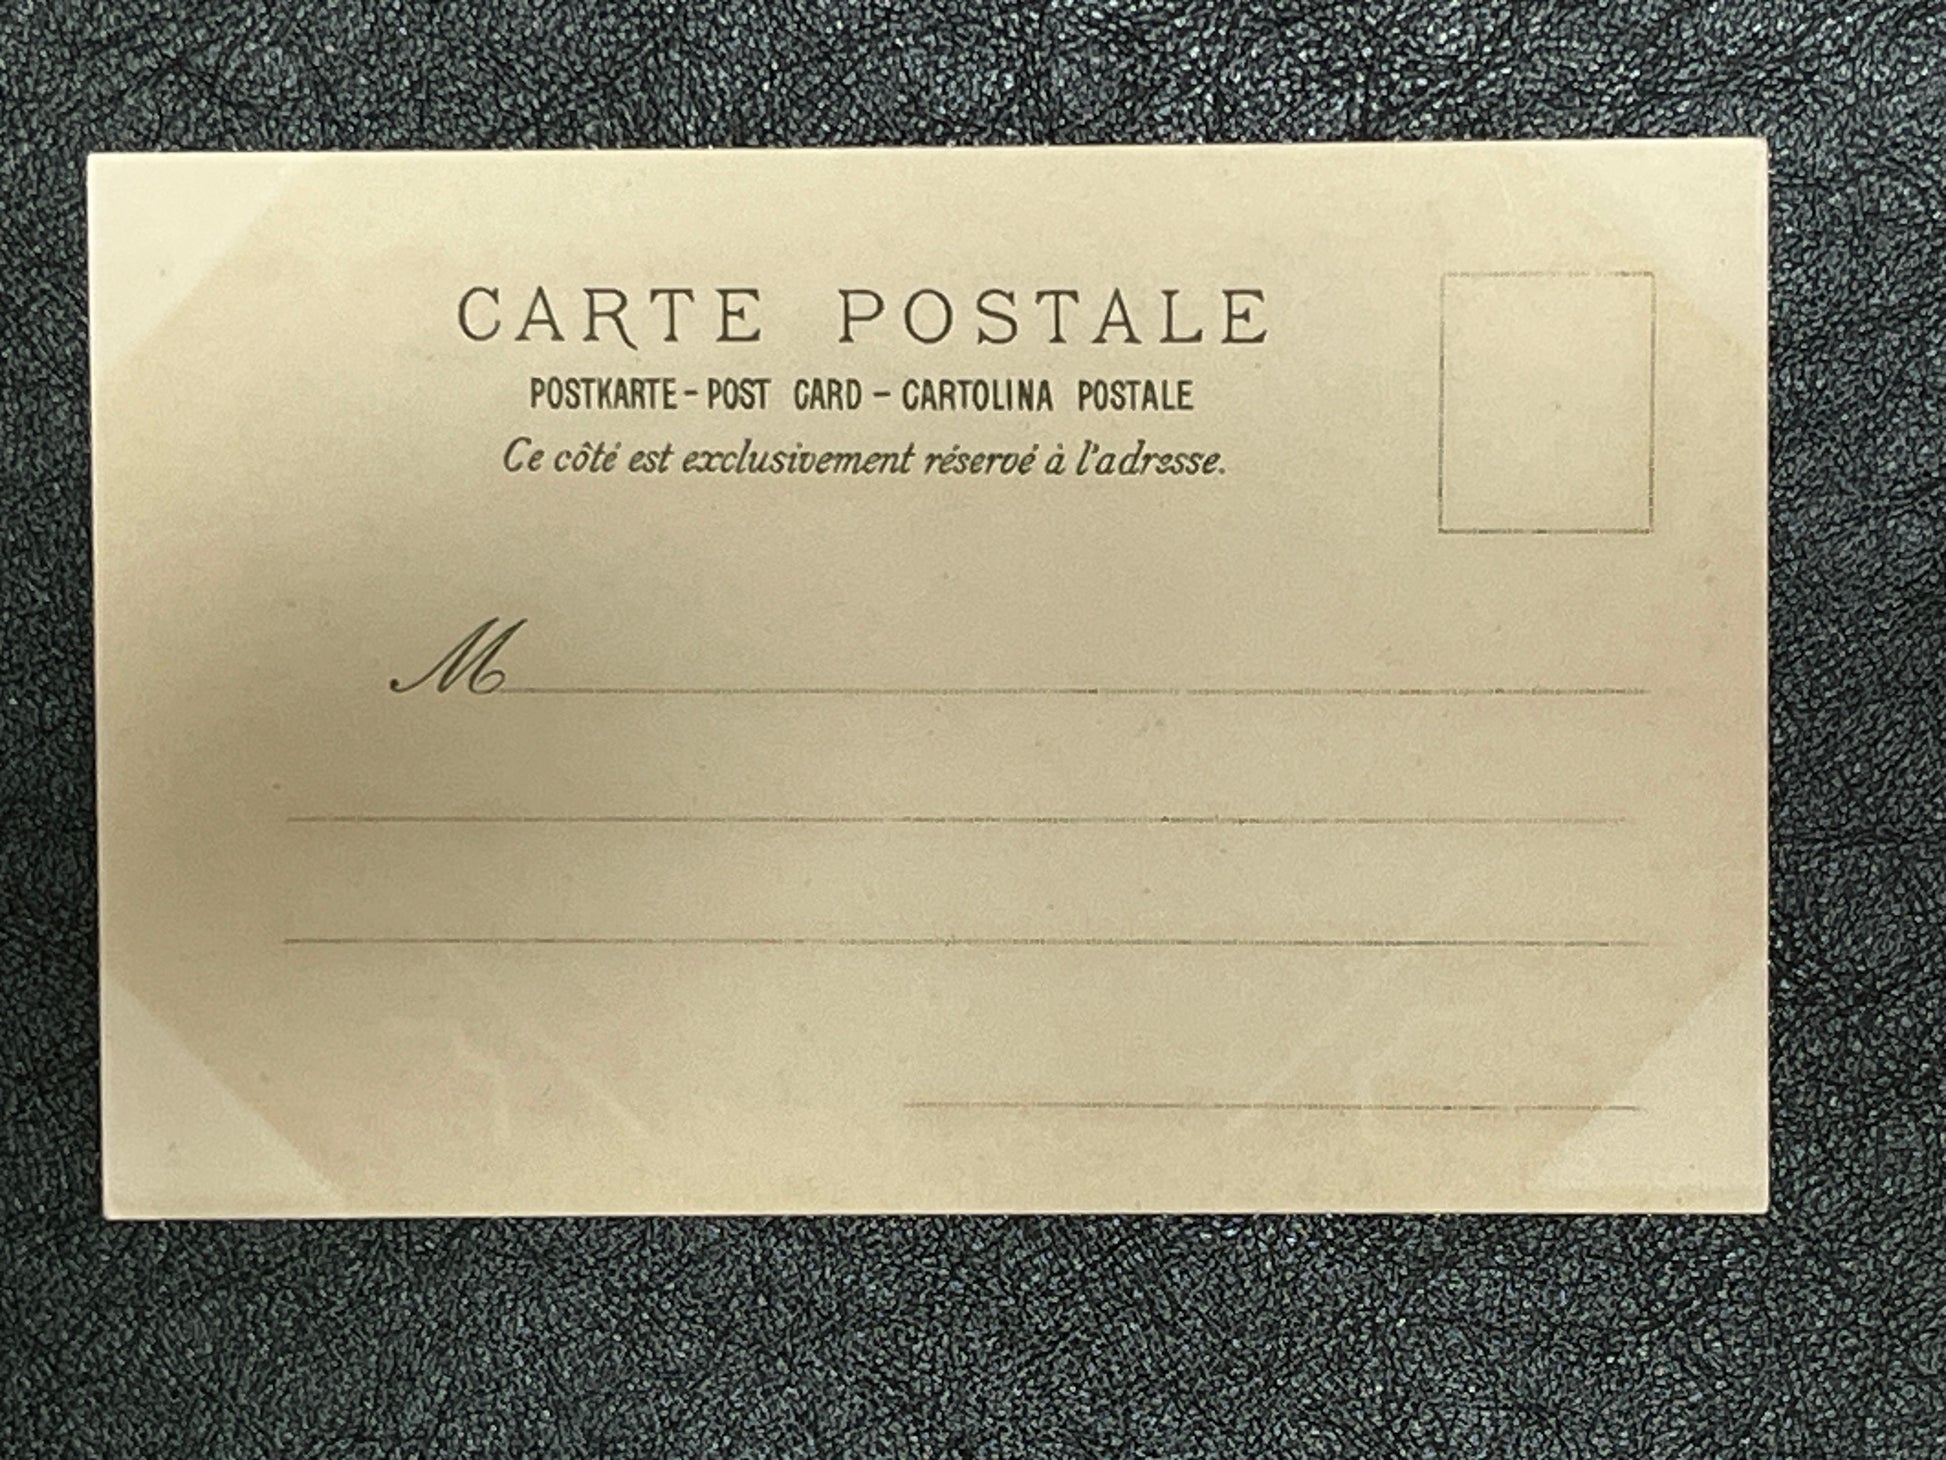 CARTE POSTALE
POSTKARTE - POST CARD - CARTOLINA POSTALE
Ce côté est exclusivement réservé à l'adresse.
M